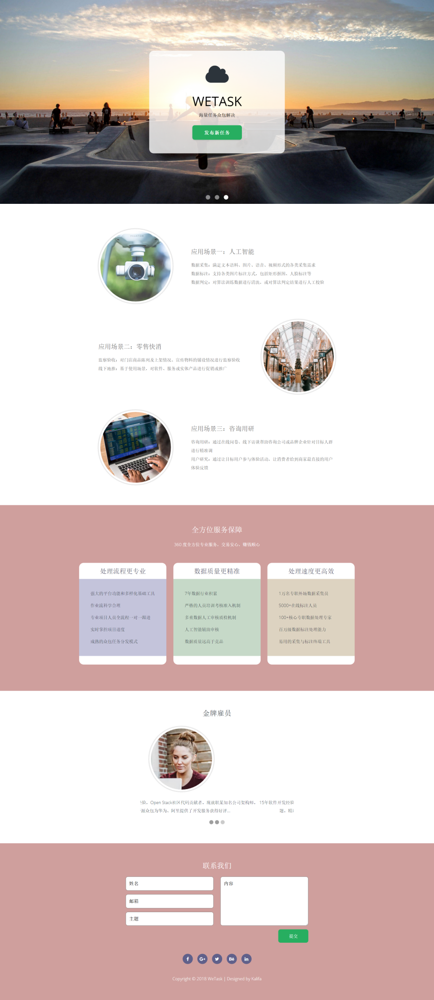 WETASK
海量任务众包解决
发布新任务
PHANTOM
应用场景一：人工智能
数据采集：满足文本语料、图片、语音、视频形式的各类采集需求
数据标注：支持各类图片标注方式，包括矩形抠图、人脸标注等
数据判定：对算法训练数据进行清洗，或对算法判定结果进行人工校验
应用场景二：零售快消
监察验收：对门店商品陈列及上架情况、宣传物料的铺设情况进行监察验收
线下地推：基于使用场景，对软件、服务或实体产品进行促销或推广
应用场景三：咨询用研
咨询用研：通过在线问卷、线下访谈帮助咨询公司或品牌企业针对目标人群
进行精准调
用户研究：通过让目标用户参与体验活动，让消费者给到商家最直接的用户
体验反馈
全方位服务保障
360 度全方位专业服务，交易安心，赚钱顺心
处理流程更专业
强大的平台功能和多样化基础工具
作业流科学合理
专业项目人员全流程一对一跟进
实时掌控项目进度
成熟的众包任务分发模式
数据质量更精准
7年数据行业积累
严格的人员培训考核准入机制
多重数据人工审核质检机制
人工智能辅助审核
数据质量远高于竞品
处理速度更高效
1万名专职外场数据采集员
5000+在线标注人员
100+核心专职数据处理专家
百万级数据标注处理能力
易用的采集与标注终端工具
金牌雇员
验，Open Stack社区代码贡献者。现就职某知名公司架构师。 15年软件开发经验
源众包为华为、阿里提供了开发服务获得好评... 题。精
联系我们
姓名
邮箱
主题
内容
提交
f G+ Bē in
Copyright © 2018 WeTask | Designed by Kalifa